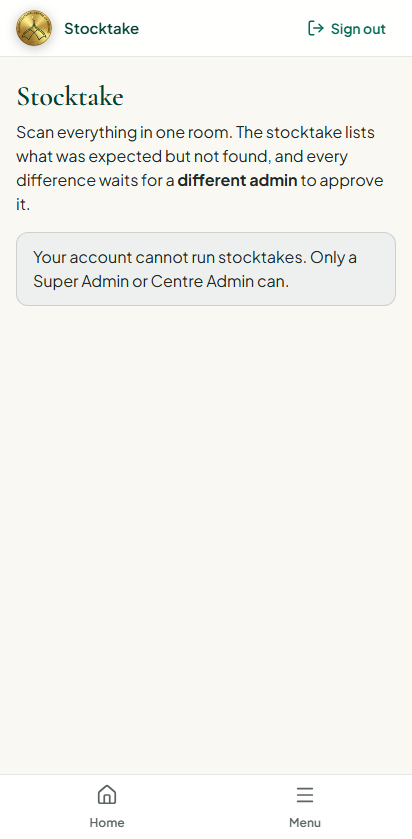 Stocktake
Sign out
Stocktake
Scan everything in one room. The stocktake lists
what was expected but not found, and every
difference waits for a different admin to approve
it.
Your account cannot run stocktakes. Only a
Super Admin or Centre Admin can.
Home
Menu